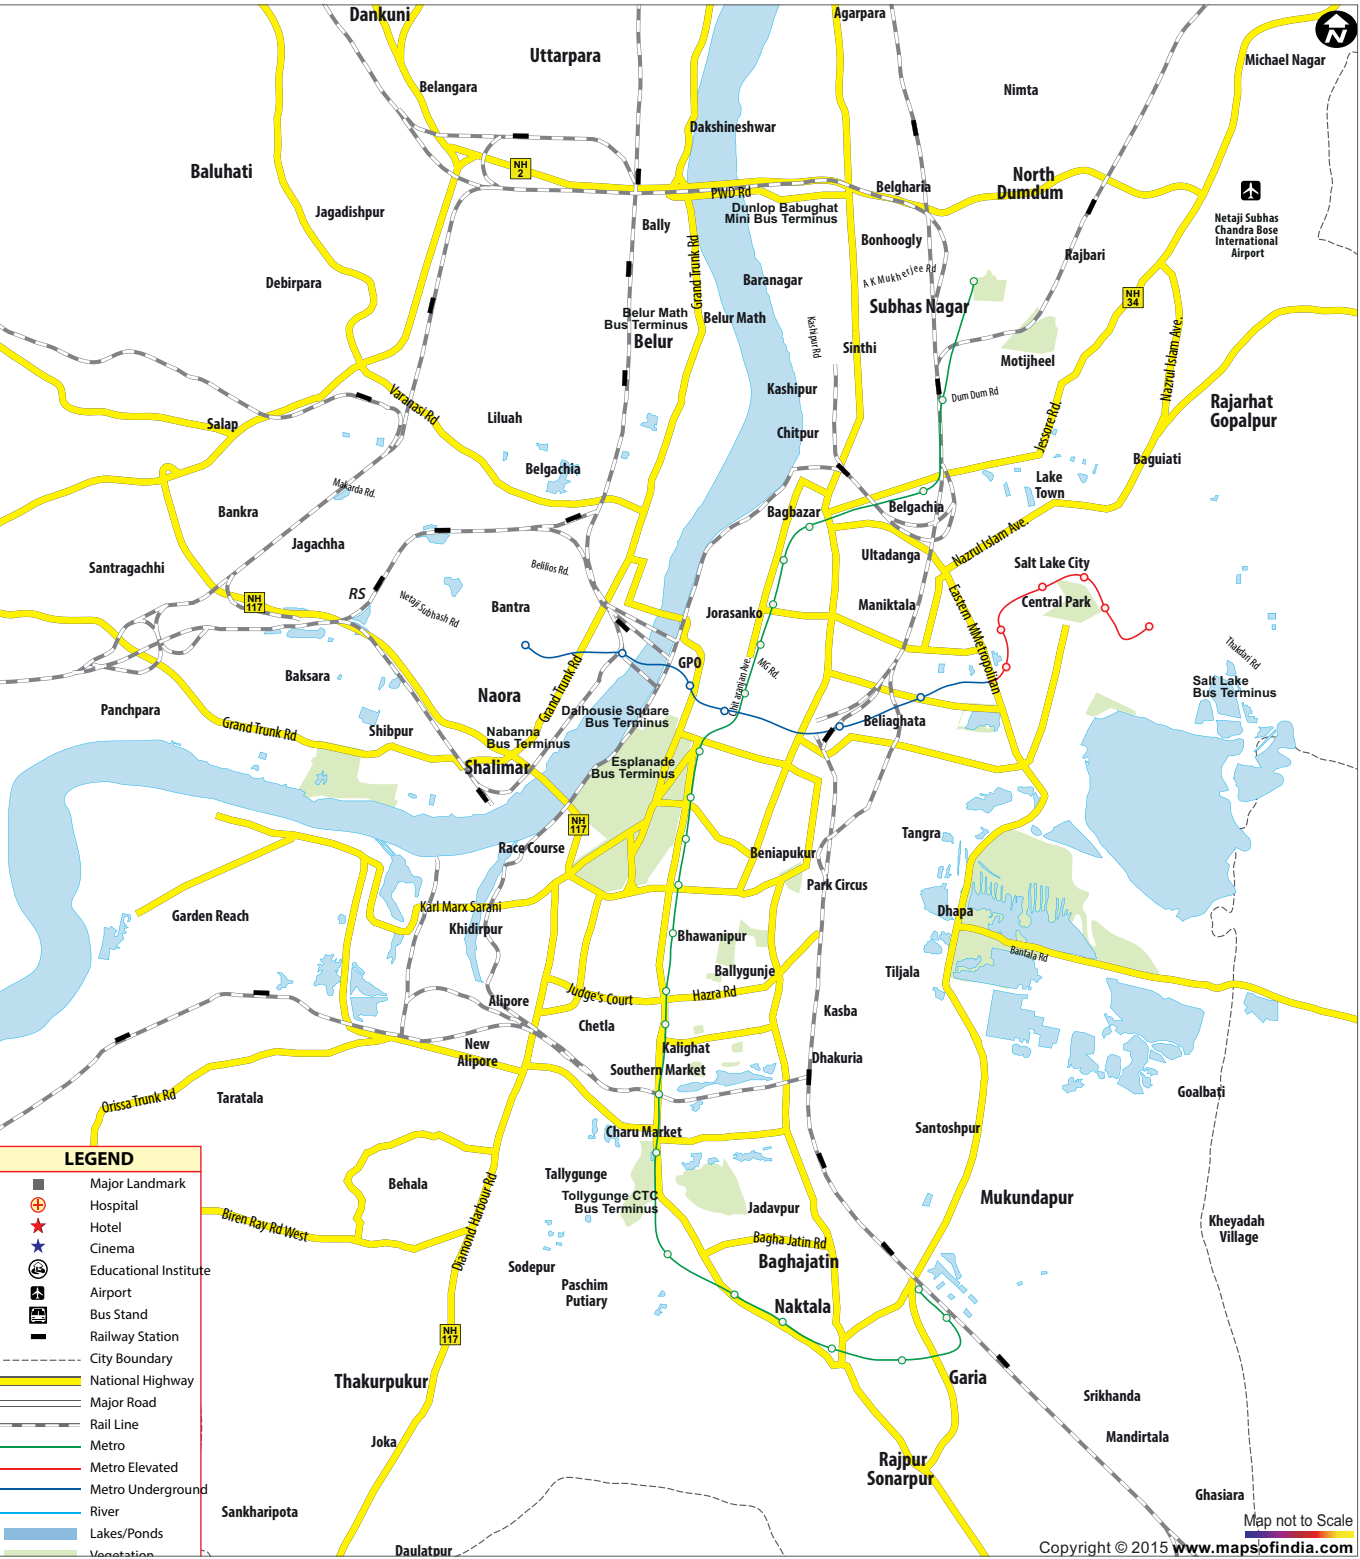 Dankuni
Agarpara
N
Uttarpara
Michael Nagar
Belangara
Nimta
Dakshineshwar
Baluhati
NH
2
North
Dumdum
PWD Rd
Belgharia
Dunlop Babughat
Mini Bus Terminus
Jagadishpur
Netaji Subhas
Chandra Bose
International
Airport
Bally
Bonhoogly
Grand Trunk Rd
Rajbari
A K Mukherjee Rd
Debirpara
Baranagar
NH
34
Subhas Nagar
Belur Math
Bus Terminus
Belur Math
Belur
Kashipur Rd
Sinthi
Nazrul Islam Ave.
Motijheel
Kashipur
Dum Dum Rd
Varanasi Rd
Rajarhat
Gopalpur
Liluah
Salap
Chitpur
Jessore Rd.
Belgachia
Baguiati
Lake
Town
Makarda Rd.
Bankra
Bagbazar
Belgachia
Nazrul Islam Ave.
Jagachha
Ultadanga
Santragachhi
Belilios Rd.
Salt Lake City
RS
NH
117
Netaji Subhash Rd
Bantra
Jorasanko
Maniktala
Central Park
Eastern MMetropolitan
Thakdari Rd
GPO
MG Rd.
Chit aranjan Ave.
Baksara
Naora
Grand Trunk Rd
Salt Lake
Bus Terminus
Panchpara
Dalhousie Square
Bus Terminus
Beliaghata
Grand Trunk Rd
Shibpur
Nabanna
Bus Terminus
Shalimar
Esplanade
Bus Terminus
NH
117
Tangra
Race Course
Beniapukur
Park Circus
Karl Marx Sarani
Garden Reach
Dhapa
Khidirpur
Bhawanipur
Bantala Rd
Ballygunje
Tiljala
Judge's Court
Hazra Rd
Alipore
Kasba
Chetla
New
Alipore
Kalighat
Dhakuria
Southern Market
Orissa Trunk Rd
Taratala
Goalbati
Charu Market
Santoshpur
LEGEND
Major Landmark
Hospital
Hotel
Cinema
Educational Institute
Airport
Bus Stand
Railway Station
City Boundary
National Highway
Major Road
Rail Line
Metro
Metro Elevated
Metro Underground
River
Lakes/Ponds
Vegetation
Behala
Tallygunge
Tollygunge CTC
Bus Terminus
Mukundapur
Jadavpur
Diamond Harbour Rd
Biren Ray Rd West
Kheyadah
Village
Bagha Jatin Rd
Baghajatin
Sodepur
Paschim
Putiary
Naktala
NH
117
Thakurpukur
Garia
Srikhanda
Joka
Mandirtala
Rajpur
Sonarpur
Ghasiara
Sankharipota
Daulatpur
Map not to Scale
Copyright © 2015 www.mapsofindia.com